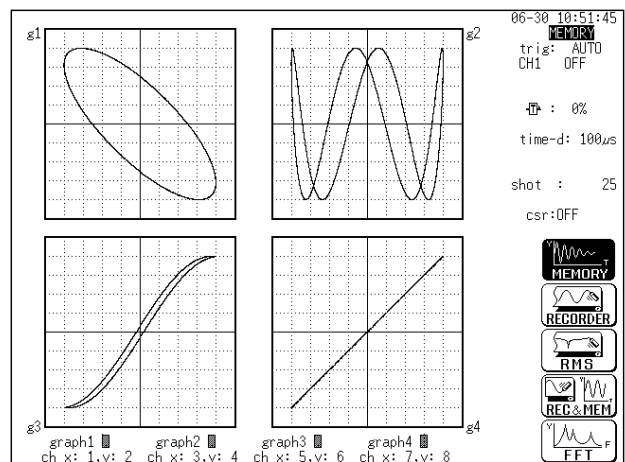 06-30 10:51:45
MEMORY
trig: AUTO
CH1 OFF
T : 0%
time-d: 100µs
shot : 25
csr:OFF
g1
g2
g3
g4
Y T
MEMORY
RECORDER
RMS
Y T
REC&MEM
Y F
FFT
graph1 graph2 graph3 graph4
ch x: 1,y: 2 ch x: 3,y: 4 ch x: 5,y: 6 ch x: 7,y: 8